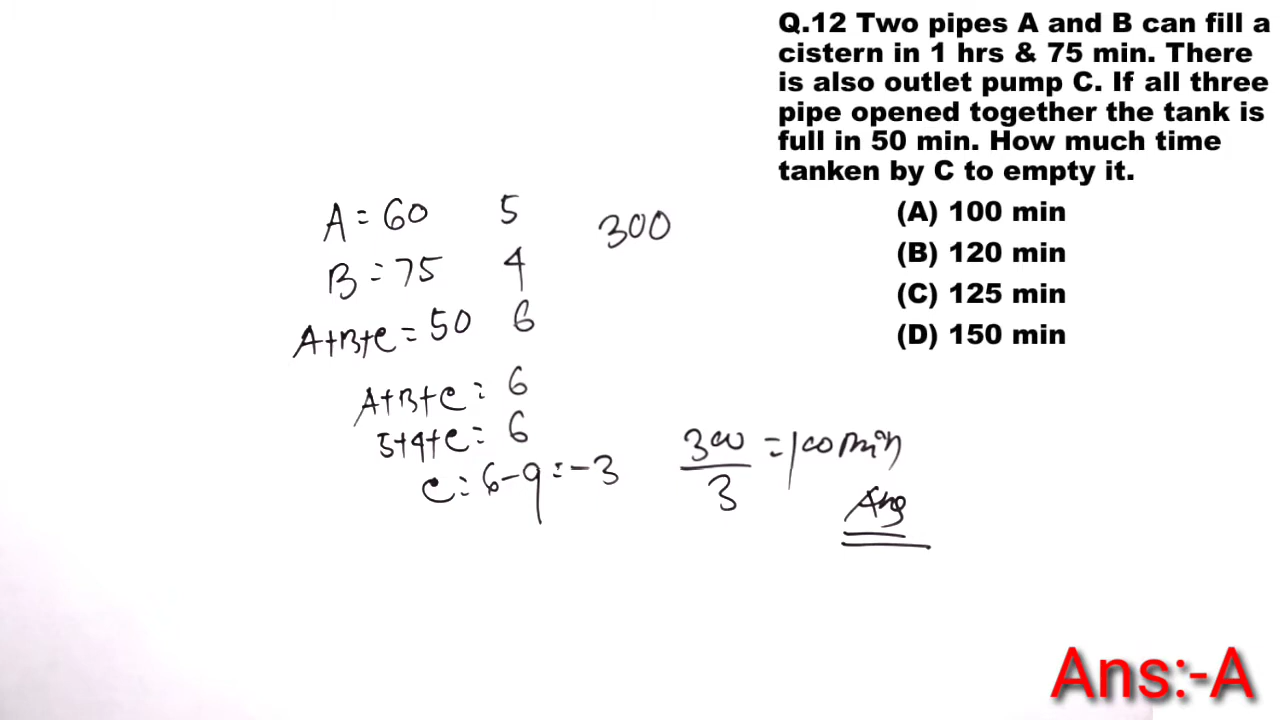 Q.12 Two pipes A and B can fill a
cistern in 1 hrs & 75 min. There
is also outlet pump C. If all three
pipe opened together the tank is
full in 50 min. How much time
tanken by C to empty it.
(A) 100 min
(B) 120 min
(C) 125 min
(D) 150 min
A = 60 5 300
B = 75 4
A+B+C = 50 6
A+B+C = 6
5+4+C = 6
C = 6-9 = -3
300/3 = 100 min
Ans
Ans:-A